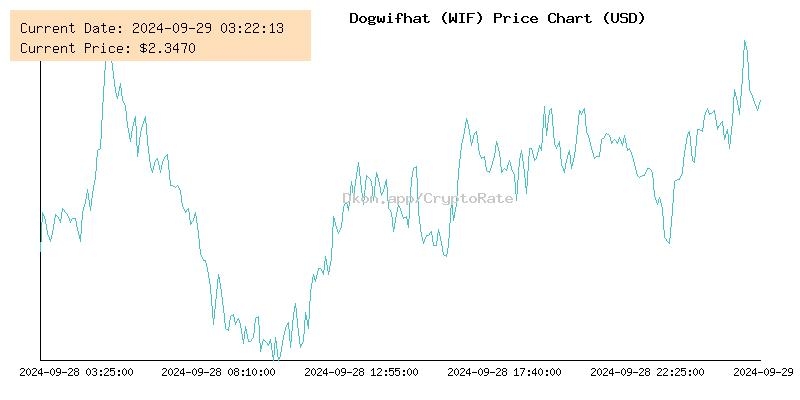 Dogwifhat (WIF) Price Chart (USD)
Current Date: 2024-09-29 03:22:13
Current Price: $2.3470
Dkon.app/CryptoRate
2024-09-28 03:25:00
2024-09-28 08:10:00
2024-09-28 12:55:00
2024-09-28 17:40:00
2024-09-28 22:25:00
2024-09-29